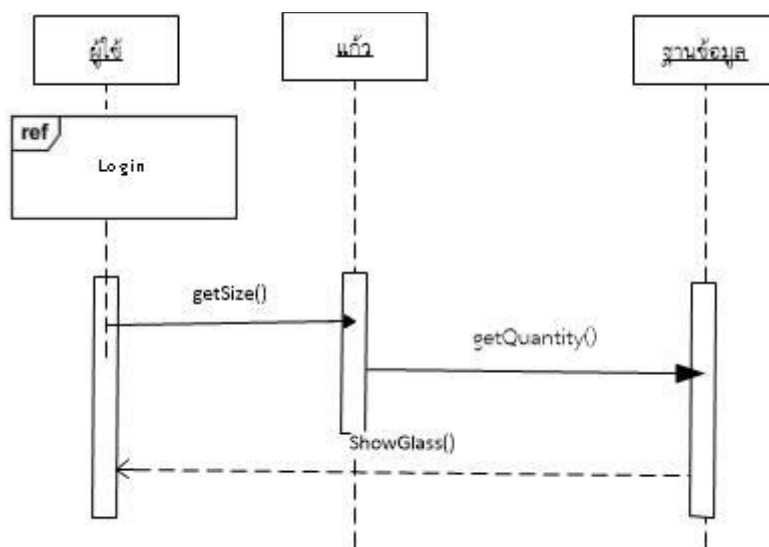 ผู้ใช้
แก้ว
ฐานข้อมูล
ref
Login
getSize()
getQuantity()
ShowGlass()